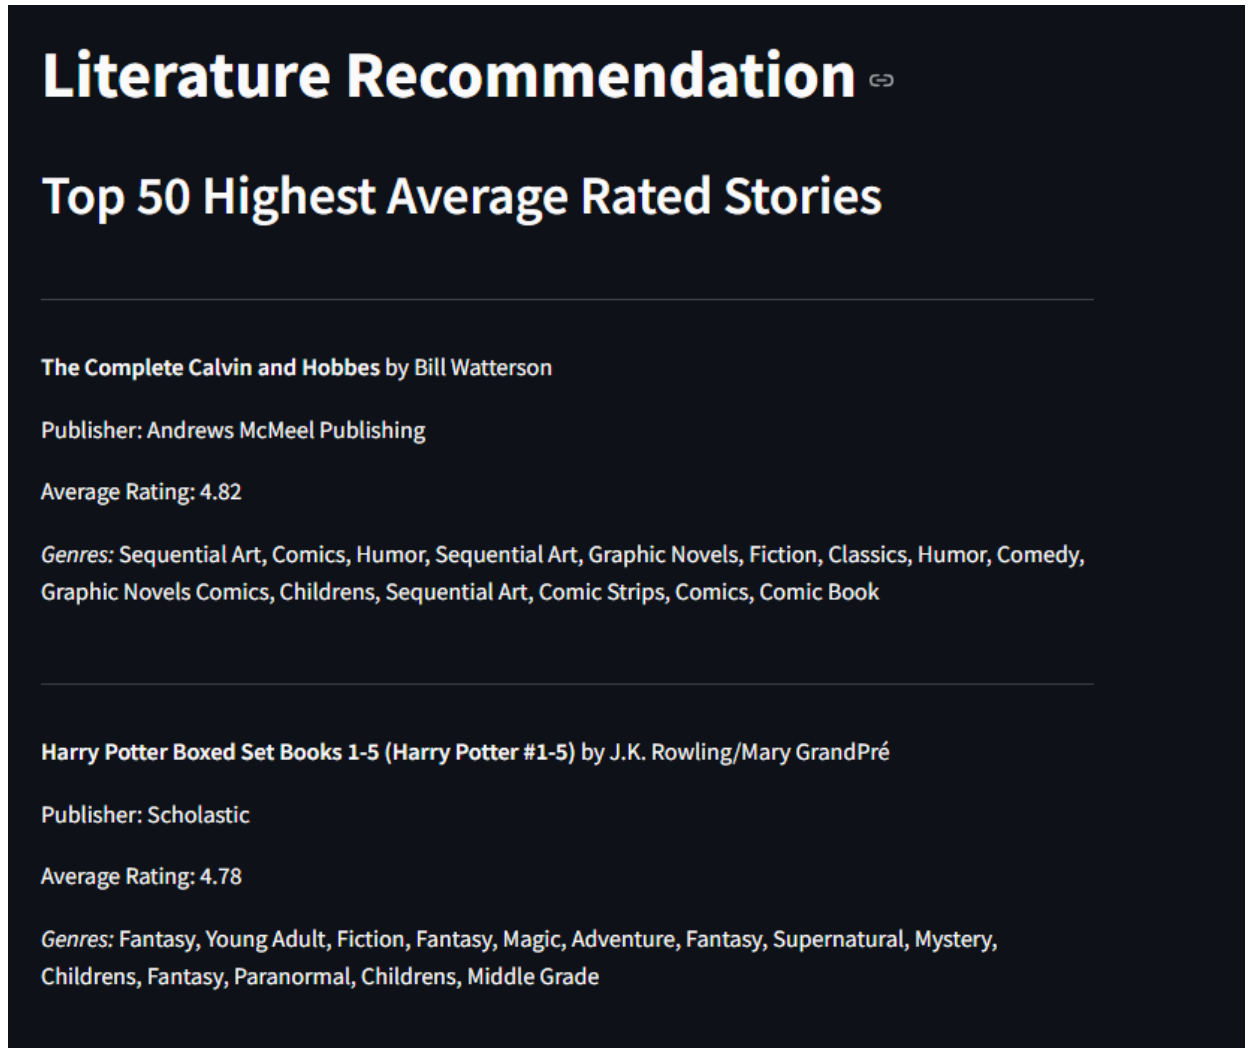 Literature Recommendation
Top 50 Highest Average Rated Stories
The Complete Calvin and Hobbes by Bill Watterson
Publisher: Andrews McMeel Publishing
Average Rating: 4.82
Genres: Sequential Art, Comics, Humor, Sequential Art, Graphic Novels, Fiction, Classics, Humor, Comedy,
Graphic Novels Comics, Childrens, Sequential Art, Comic Strips, Comics, Comic Book
Harry Potter Boxed Set Books 1-5 (Harry Potter #1-5) by J.K. Rowling/Mary GrandPré
Publisher: Scholastic
Average Rating: 4.78
Genres: Fantasy, Young Adult, Fiction, Fantasy, Magic, Adventure, Fantasy, Supernatural, Mystery,
Childrens, Fantasy, Paranormal, Childrens, Middle Grade